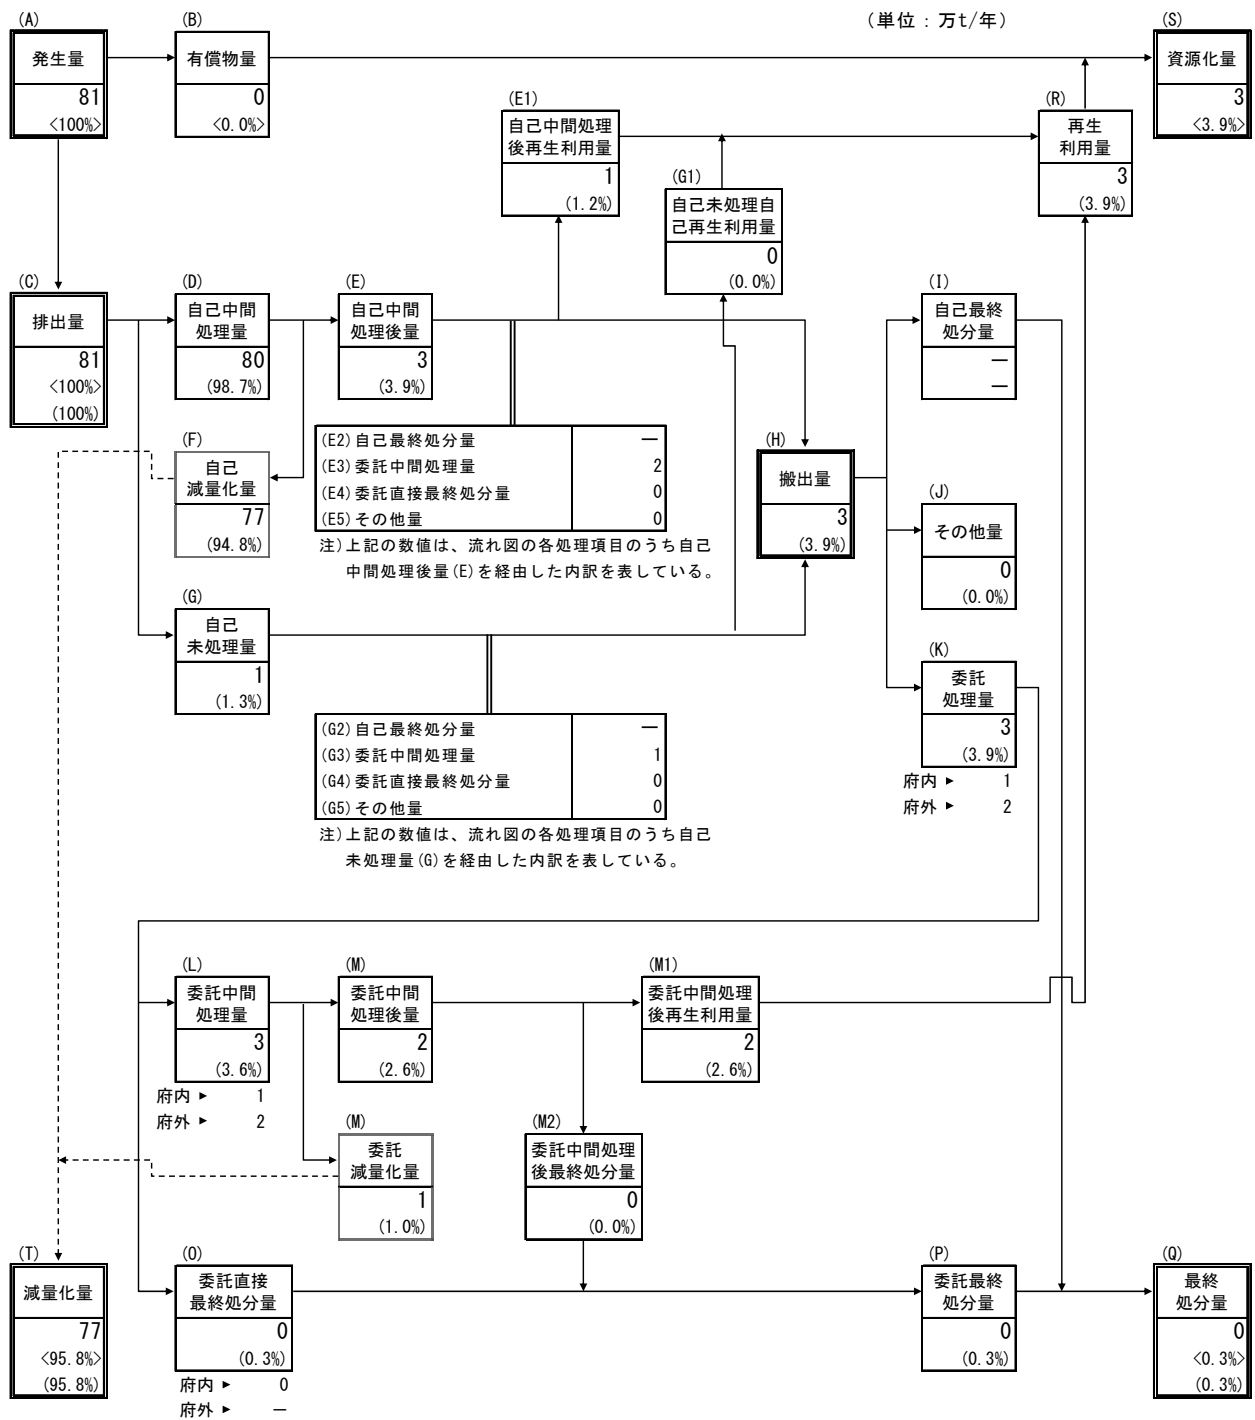 (単位：万t/年)
(A)
発生量
81
<100%>
(B)
有償物量
0
<0.0%>
(S)
資源化量
3
<3.9%>
(E1)
自己中間処理
後再生利用量
1
(1.2%)
(G1)
自己未処理自
己再生利用量
0
(0.0%)
(R)
再生
利用量
3
(3.9%)
(C)
排出量
81
<100%>
(100%)
(D)
自己中間
処理量
80
(98.7%)
(E)
自己中間
処理後量
3
(3.9%)
(I)
自己最終
処分量
—
—
(F)
自己
減量化量
77
(94.8%)
(E2)自己最終処分量 —
(E3)委託中間処理量 2
(E4)委託直接最終処分量 0
(E5)その他量 0
注)上記の数値は、流れ図の各処理項目のうち自己
中間処理後量(E)を経由した内訳を表している。
(H)
搬出量
3
(3.9%)
(J)
その他量
0
(0.0%)
(G)
自己
未処理量
1
(1.3%)
(K)
委託
処理量
3
(3.9%)
府内 ► 1
府外 ► 2
(G2)自己最終処分量 —
(G3)委託中間処理量 1
(G4)委託直接最終処分量 0
(G5)その他量 0
注)上記の数値は、流れ図の各処理項目のうち自己
未処理量(G)を経由した内訳を表している。
(L)
委託中間
処理量
3
(3.6%)
府内 ► 1
府外 ► 2
(M)
委託中間
処理後量
2
(2.6%)
(M1)
委託中間処理
後再生利用量
2
(2.6%)
(M)
委託
減量化量
1
(1.0%)
(M2)
委託中間処理
後最終処分量
0
(0.0%)
(T)
減量化量
77
<95.8%>
(95.8%)
(O)
委託直接
最終処分量
0
(0.3%)
府内 ► 0
府外 ► —
(P)
委託最終
処分量
0
(0.3%)
(Q)
最終
処分量
0
<0.3%>
(0.3%)